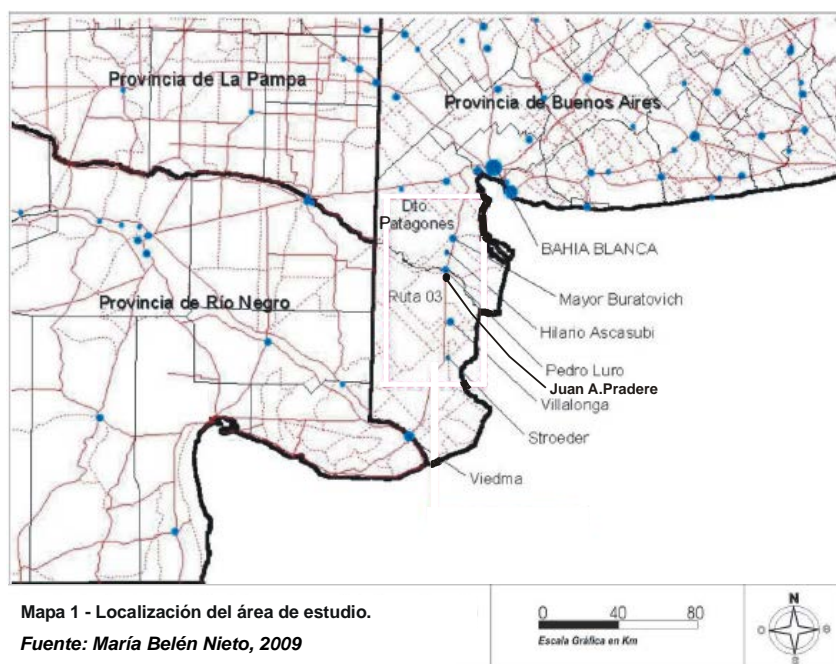 Provincia de La Pampa
Provincia de Buenos Aires
Dto.
Patagones
BAHIA BLANCA
Mayor Buratovich
Provincia de Río Negro
Ruta 03
Hilario Ascasubi
Pedro Luro
Juan A.Pradere
Villalonga
Stroeder
Viedma
Mapa 1 - Localización del área de estudio.
Fuente: María Belén Nieto, 2009
0 40 80
Escala Gráfica en Km
N
O